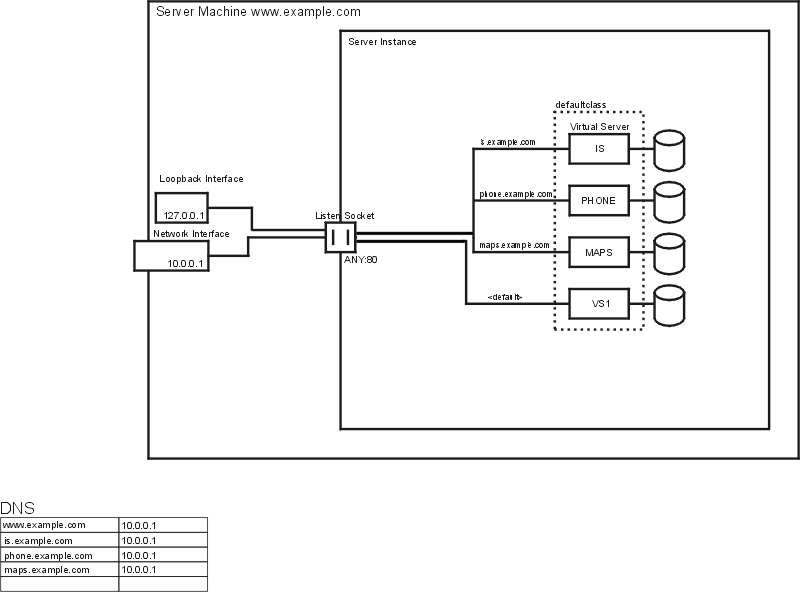 Server Machine www.example.com
Server Instance
defaultclass
Virtual Server
is.example.com
IS
Loopback Interface
phone.example.com
PHONE
127.0.0.1
Listen Socket
Network Interface
maps.example.com
MAPS
10.0.0.1
ANY:80
<default>
VS1
DNS
www.example.com 10.0.0.1
is.example.com 10.0.0.1
phone.example.com 10.0.0.1
maps.example.com 10.0.0.1